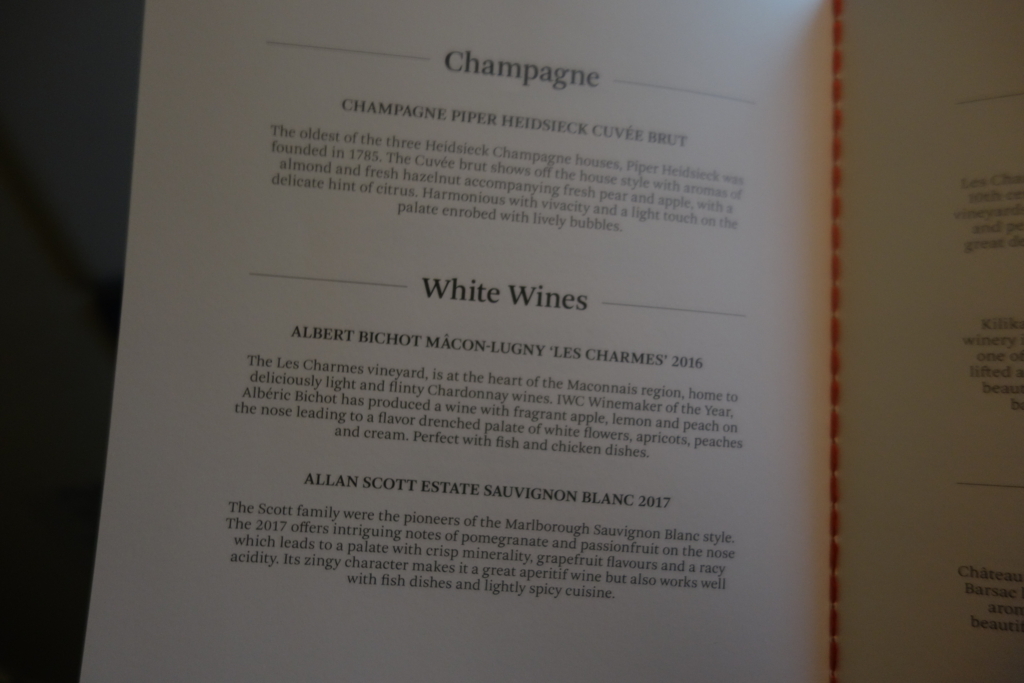 Champagne
CHAMPAGNE PIPER HEIDSIECK CUVÉE BRUT
The oldest of the three Heidsieck Champagne houses, Piper Heidsieck was
founded in 1785. The Cuvée brut shows off the house style with aromas of
almond and fresh hazelnut accompanying fresh pear and apple, with a
delicate hint of citrus. Harmonious with vivacity and a light touch on the
palate enrobed with lively bubbles.
White Wines
ALBERT BICHOT MÂCON-LUGNY ‘LES CHARMES’ 2016
The Les Charmes vineyard, is at the heart of the Maconnais region, home to
deliciously light and flinty Chardonnay wines. IWC Winemaker of the Year,
Albéric Bichot has produced a wine with fragrant apple, lemon and peach on
the nose leading to a flavor drenched palate of white flowers, apricots, peaches
and cream. Perfect with fish and chicken dishes.
ALLAN SCOTT ESTATE SAUVIGNON BLANC 2017
The Scott family were the pioneers of the Marlborough Sauvignon Blanc style.
The 2017 offers intriguing notes of pomegranate and passionfruit on the nose
which leads to a palate with crisp minerality, grapefruit flavours and a racy
acidity. Its zingy character makes it a great aperitif wine but also works well
with fish dishes and lightly spicy cuisine.
Les
vineyards
and
great
winery
one of
lifted
Château
Barsac